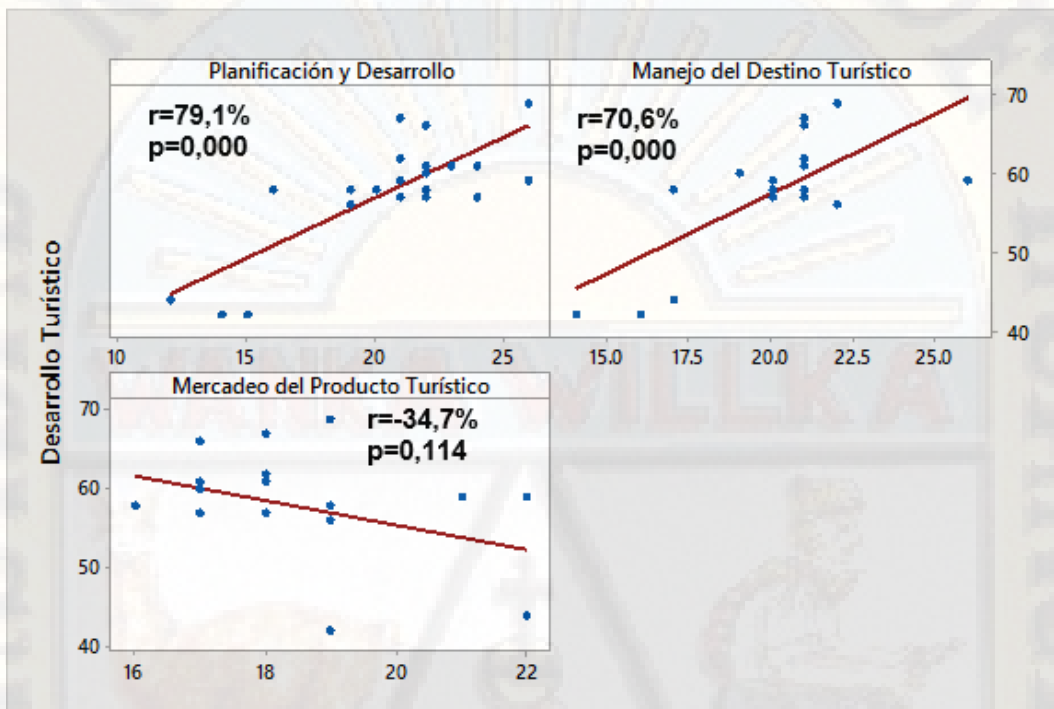 Planificación y Desarrollo
Manejo del Destino Turístico
r=79,1%
p=0,000
r=70,6%
p=0,000
70
60
50
40
10
15
20
25
15.0
17.5
20.0
22.5
25.0
Desarrollo Turístico
Mercadeo del Producto Turístico
r=-34,7%
p=0,114
70
60
50
40
16
18
20
22
WANKA WILLKA